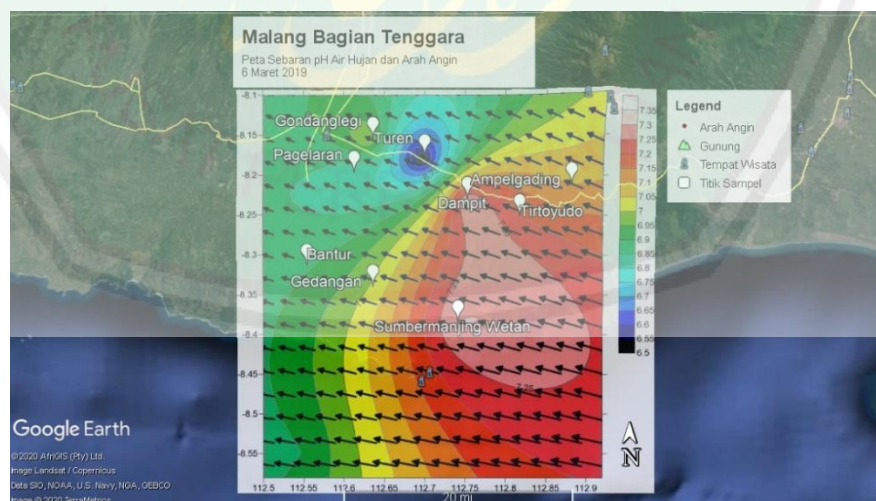 Malang Bagian Tenggara
Peta Sebaran pH Air Hujan dan Arah Angin
6 Maret 2019
Legend
Arah Angin
Gunung
Tempat Wisata
Titik Sampel
-8.1
-8.15
-8.2
-8.25
-8.3
-8.35
-8.4
-8.45
-8.5
-8.55
Gondanglegi
Turen
Pagelaran
Ampelgading
Dampit
Tirtoyudo
Bantur
Gedangan
Sumbermanjing Wetan
7.25
7.35
7.3
7.25
7.2
7.15
7.1
7.05
7
6.95
6.9
6.85
6.8
6.75
6.7
6.65
6.6
6.55
6.5
N
112.5 112.55 112.6 112.65 112.7 112.75 112.8 112.85 112.9
20 mi
Google Earth
©2020 AfriGIS (Pty) Ltd.
Image Landsat / Copernicus
Data SIO, NOAA, U.S. Navy, NGA, GEBCO
Image © 2020 TerraMetrics